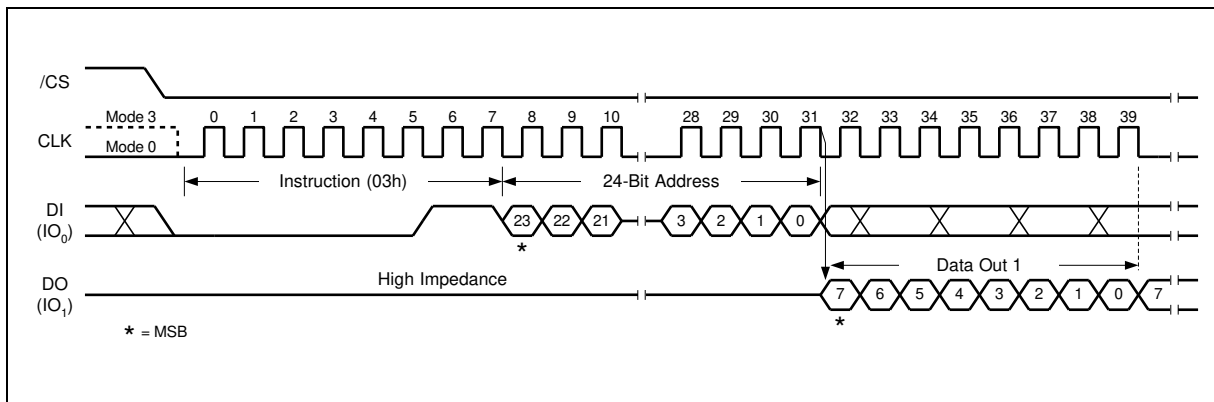 /CS
Mode 3 0 1 2 3 4 5 6 7 8 9 10 28 29 30 31 32 33 34 35 36 37 38 39
CLK
Mode 0
Instruction (03h) 24-Bit Address
DI
(IO0) 23 22 21 3 2 1 0
*
High Impedance Data Out 1
DO
(IO1) 7 6 5 4 3 2 1 0 7
*
* = MSB